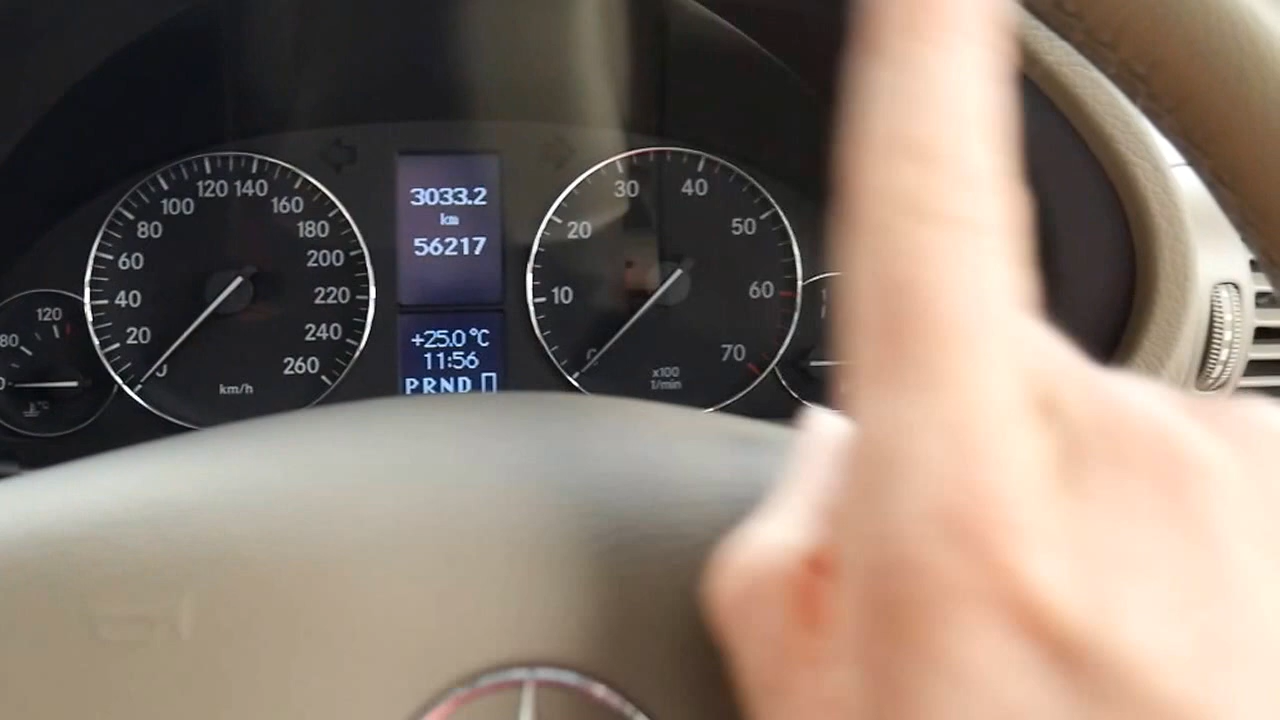 120
80
120 140
100 160
80 180
60 200
40 220
20 240
0 260
km/h
3033.2
km
56217
+25.0 °C
11:56
PRND
30 40
20 50
10 60
0 70
x100
1/min